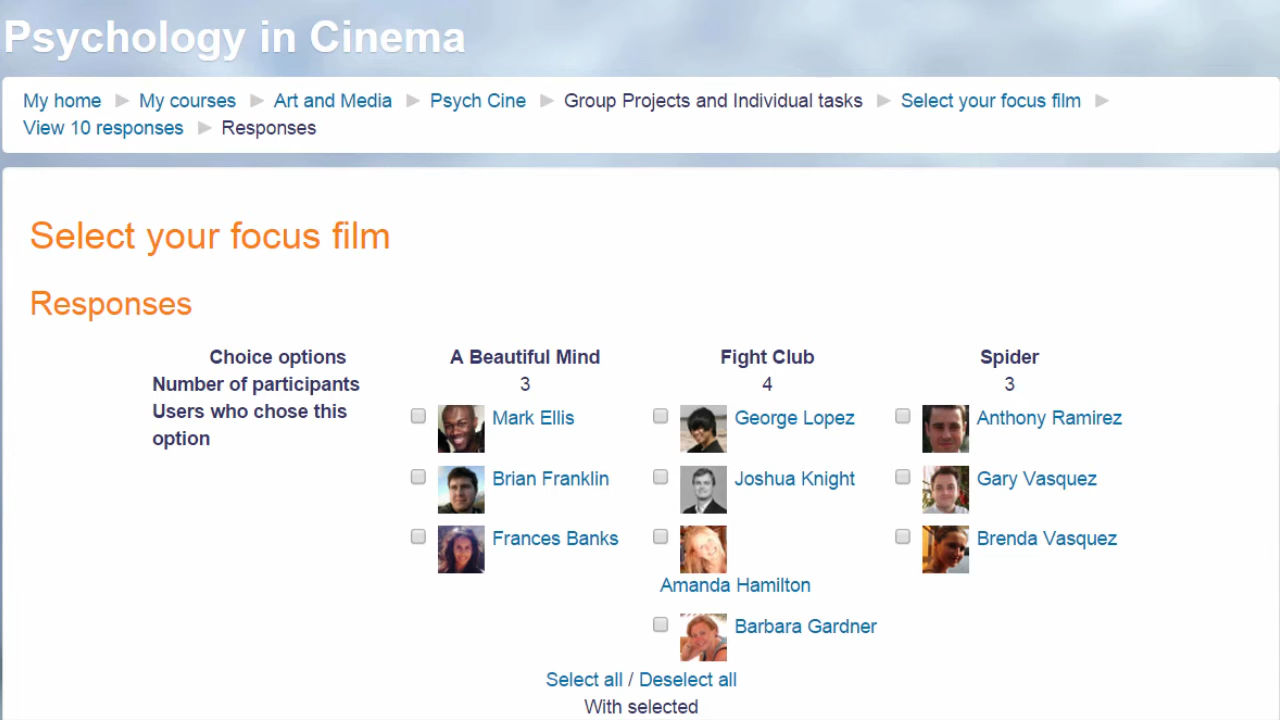 Psychology in Cinema
My home My courses Art and Media Psych Cine Group Projects and Individual tasks Select your focus film
View 10 responses Responses
Select your focus film
Responses
Choice options A Beautiful Mind Fight Club Spider
Number of participants 3 4 3
Users who chose this option
Mark Ellis George Lopez Anthony Ramirez
Brian Franklin Joshua Knight Gary Vasquez
Frances Banks Amanda Hamilton Brenda Vasquez
Barbara Gardner
Select all / Deselect all
With selected